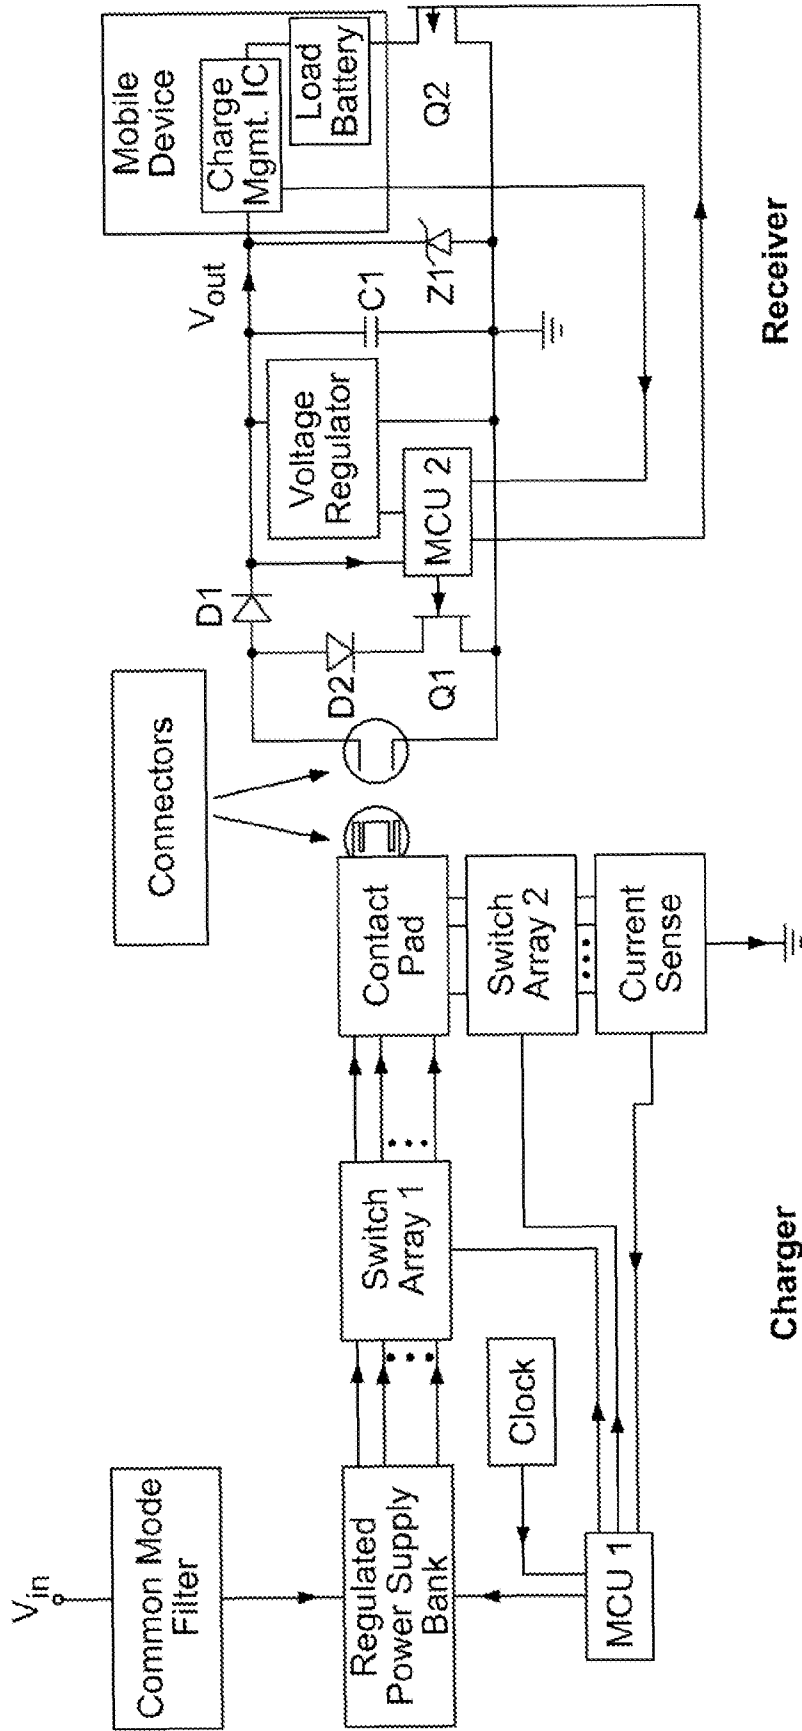 V_in
Common Mode
Filter
Regulated
Power Supply
Bank
MCU 1
Clock
Switch
Array 1
Contact
Pad
Switch
Array 2
Current
Sense
Charger
Connectors
D1
D2
Q1
MCU 2
Voltage
Regulator
V_out
C1
Z1
Mobile
Device
Charge
Mgmt. IC
Load
Battery
Q2
Receiver